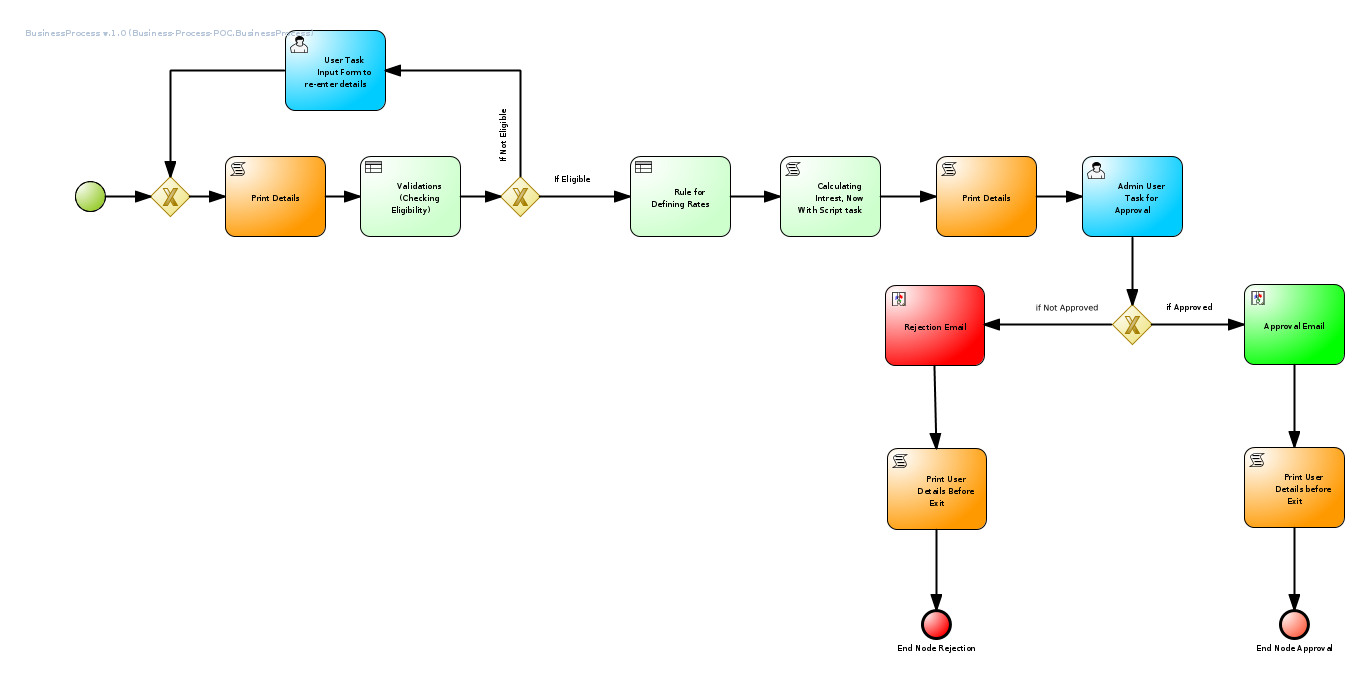 BusinessProcess v.1.0 (Business-Process-POC.BusinessProcess)
User Task
Input Form to
re-enter details
If Not Eligible
If Eligible
Print Details
Validations
(Checking
Eligibility)
Rule for
Defining Rates
Calculating
Intrest, Now
With Script task
Print Details
Admin User
Task for
Approval
Rejection Email
if Not Approved
if Approved
Approval Email
Print User
Details Before
Exit
Print User
Details before
Exit
End Node Rejection
End Node Approval